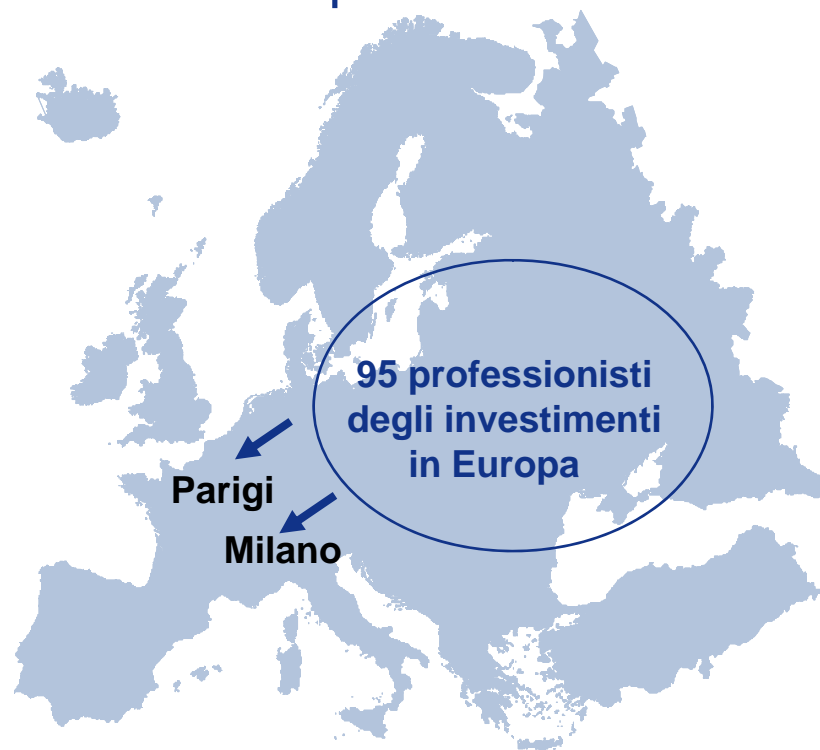 95 professionisti
degli investimenti
in Europa
Parigi
Milano